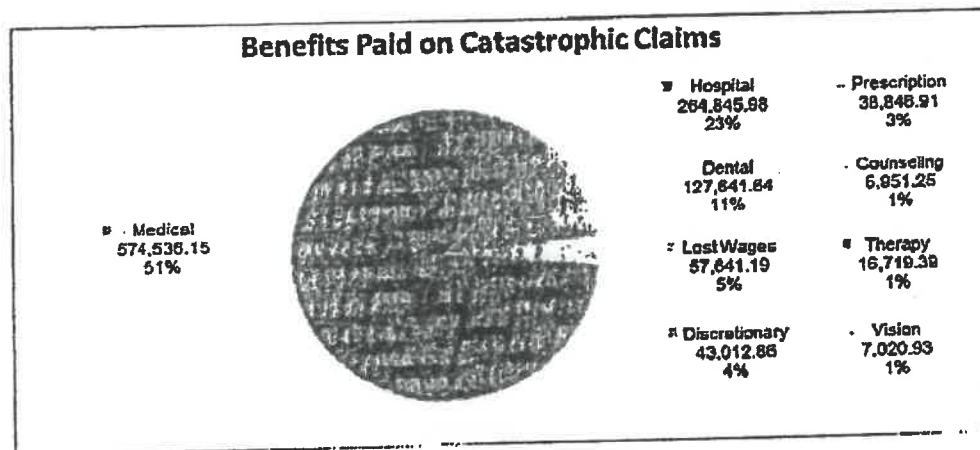 Benefits Paid on Catastrophic Claims
Medical
574,536.15
51%
Hospital
264,845.98
23%
Prescription
38,846.91
3%
Dental
127,641.64
11%
Counseling
6,951.25
1%
Lost Wages
57,641.19
5%
Therapy
16,719.39
1%
Discretionary
43,012.86
4%
Vision
7,020.93
1%